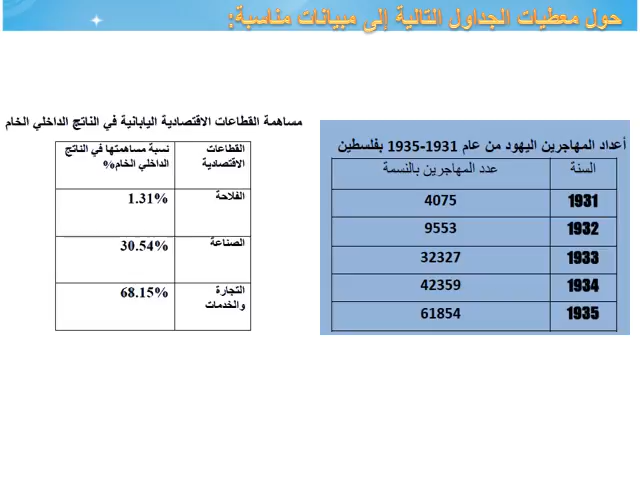 حول معطيات الجداول التالية إلى مبيانات مناسبة:
أعداد المهاجرين اليهود من عام 1931-1935 بفلسطين
السنة عدد المهاجرين بالنسمة
1931 4075
1932 9553
1933 32327
1934 42359
1935 61854
مساهمة القطاعات الاقتصادية اليابانية في الناتج الداخلي الخام
القطاعات الاقتصادية نسبة مساهمتها في الناتج الداخلي الخام%
الفلاحة 1.31%
الصناعة 30.54%
التجارة والخدمات 68.15%